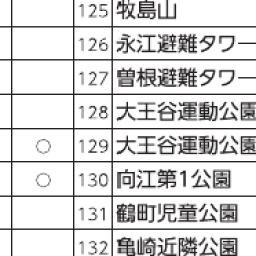 125 牧島山
126 永江避難タワー
127 曽根避難タワー
128 大王谷運動公園
○ 129 大王谷運動公園
○ 130 向江第1公園
131 鶴町児童公園
132 亀崎近隣公園